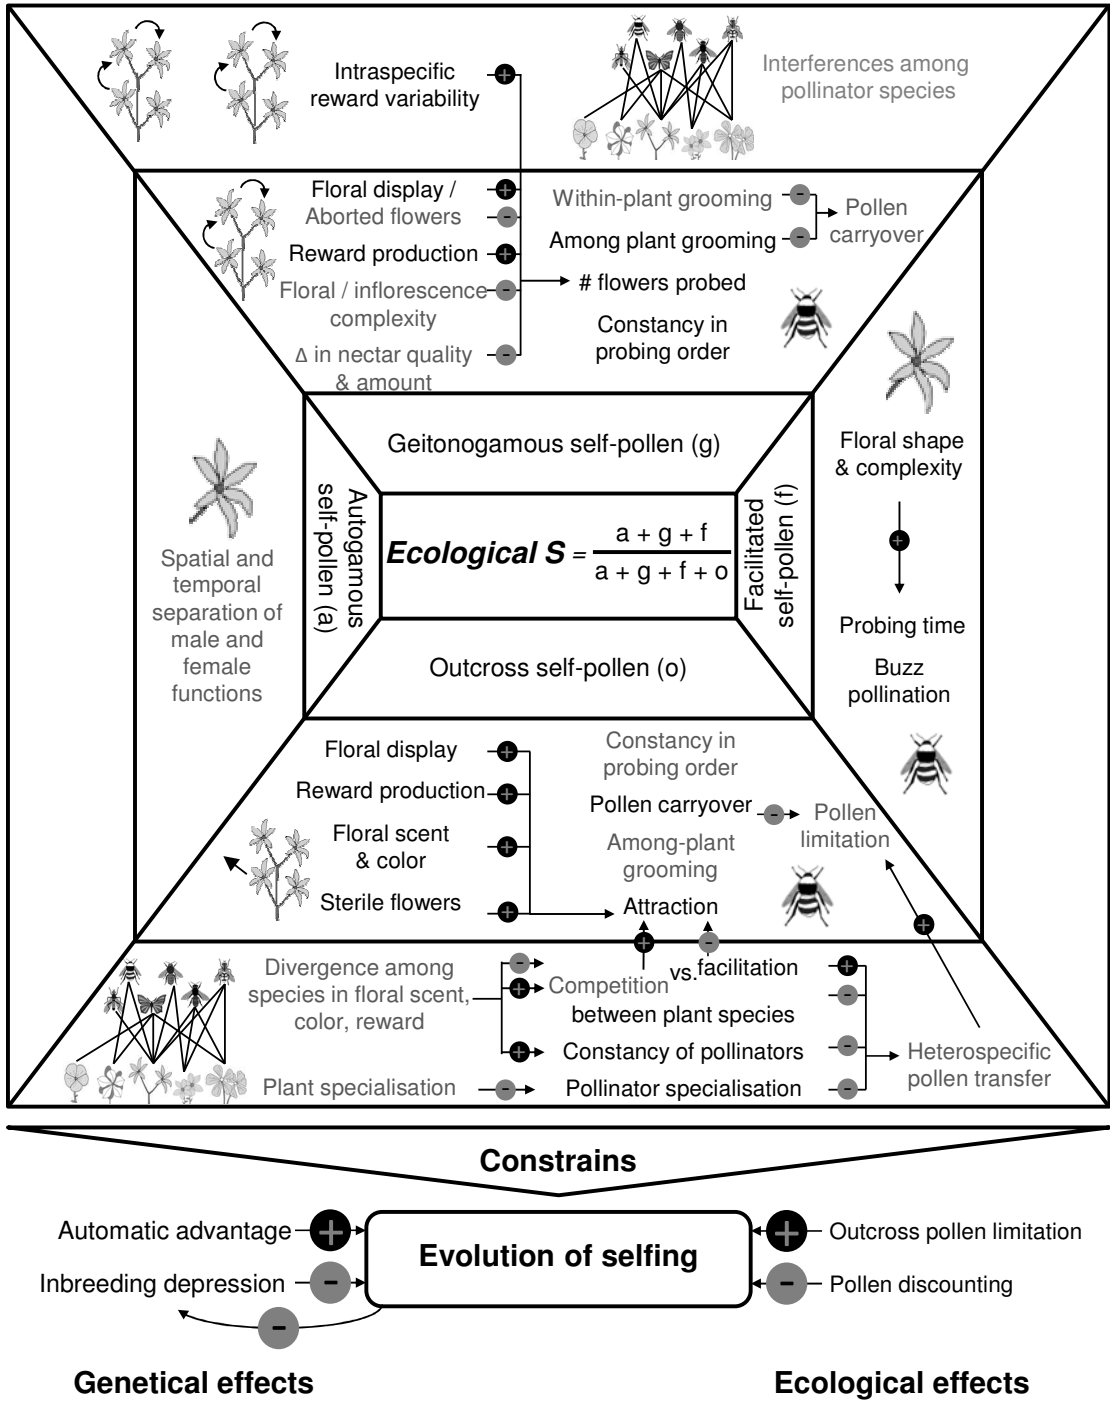 Intraspecific
reward variability
+
Interferences among
pollinator species
Floral display /
+
Aborted flowers
-
Reward production
+
Floral / inflorescence
complexity
-
Δ in nectar quality
& amount
-
Within-plant grooming
-
Among plant grooming
-
Pollen
carryover
# flowers probed
Constancy in
probing order
Geitonogamous self-pollen (g)
Autogamous
self-pollen (a)
Ecological S = a + g + f
a + g + f + o
Facilitated
self-pollen (f)
Outcross self-pollen (o)
Spatial and
temporal
separation of
male and
female
functions
Floral shape
& complexity
+
Probing time
Buzz
pollination
Floral display
+
Reward production
+
Floral scent
& color
+
Sterile flowers
+
Constancy in
probing order
Pollen carryover
-
Pollen
limitation
Among-plant
grooming
Attraction
+
-
+
Divergence among
species in floral scent,
color, reward
-
+
+
Competition vs. facilitation
between plant species
+
-
Constancy of pollinators
-
Plant specialisation
-
Pollinator specialisation
-
Heterospecific
pollen transfer
Constrains
Automatic advantage
+
Inbreeding depression
-
-
Evolution of selfing
+
Outcross pollen limitation
-
Pollen discounting
Genetical effects
Ecological effects